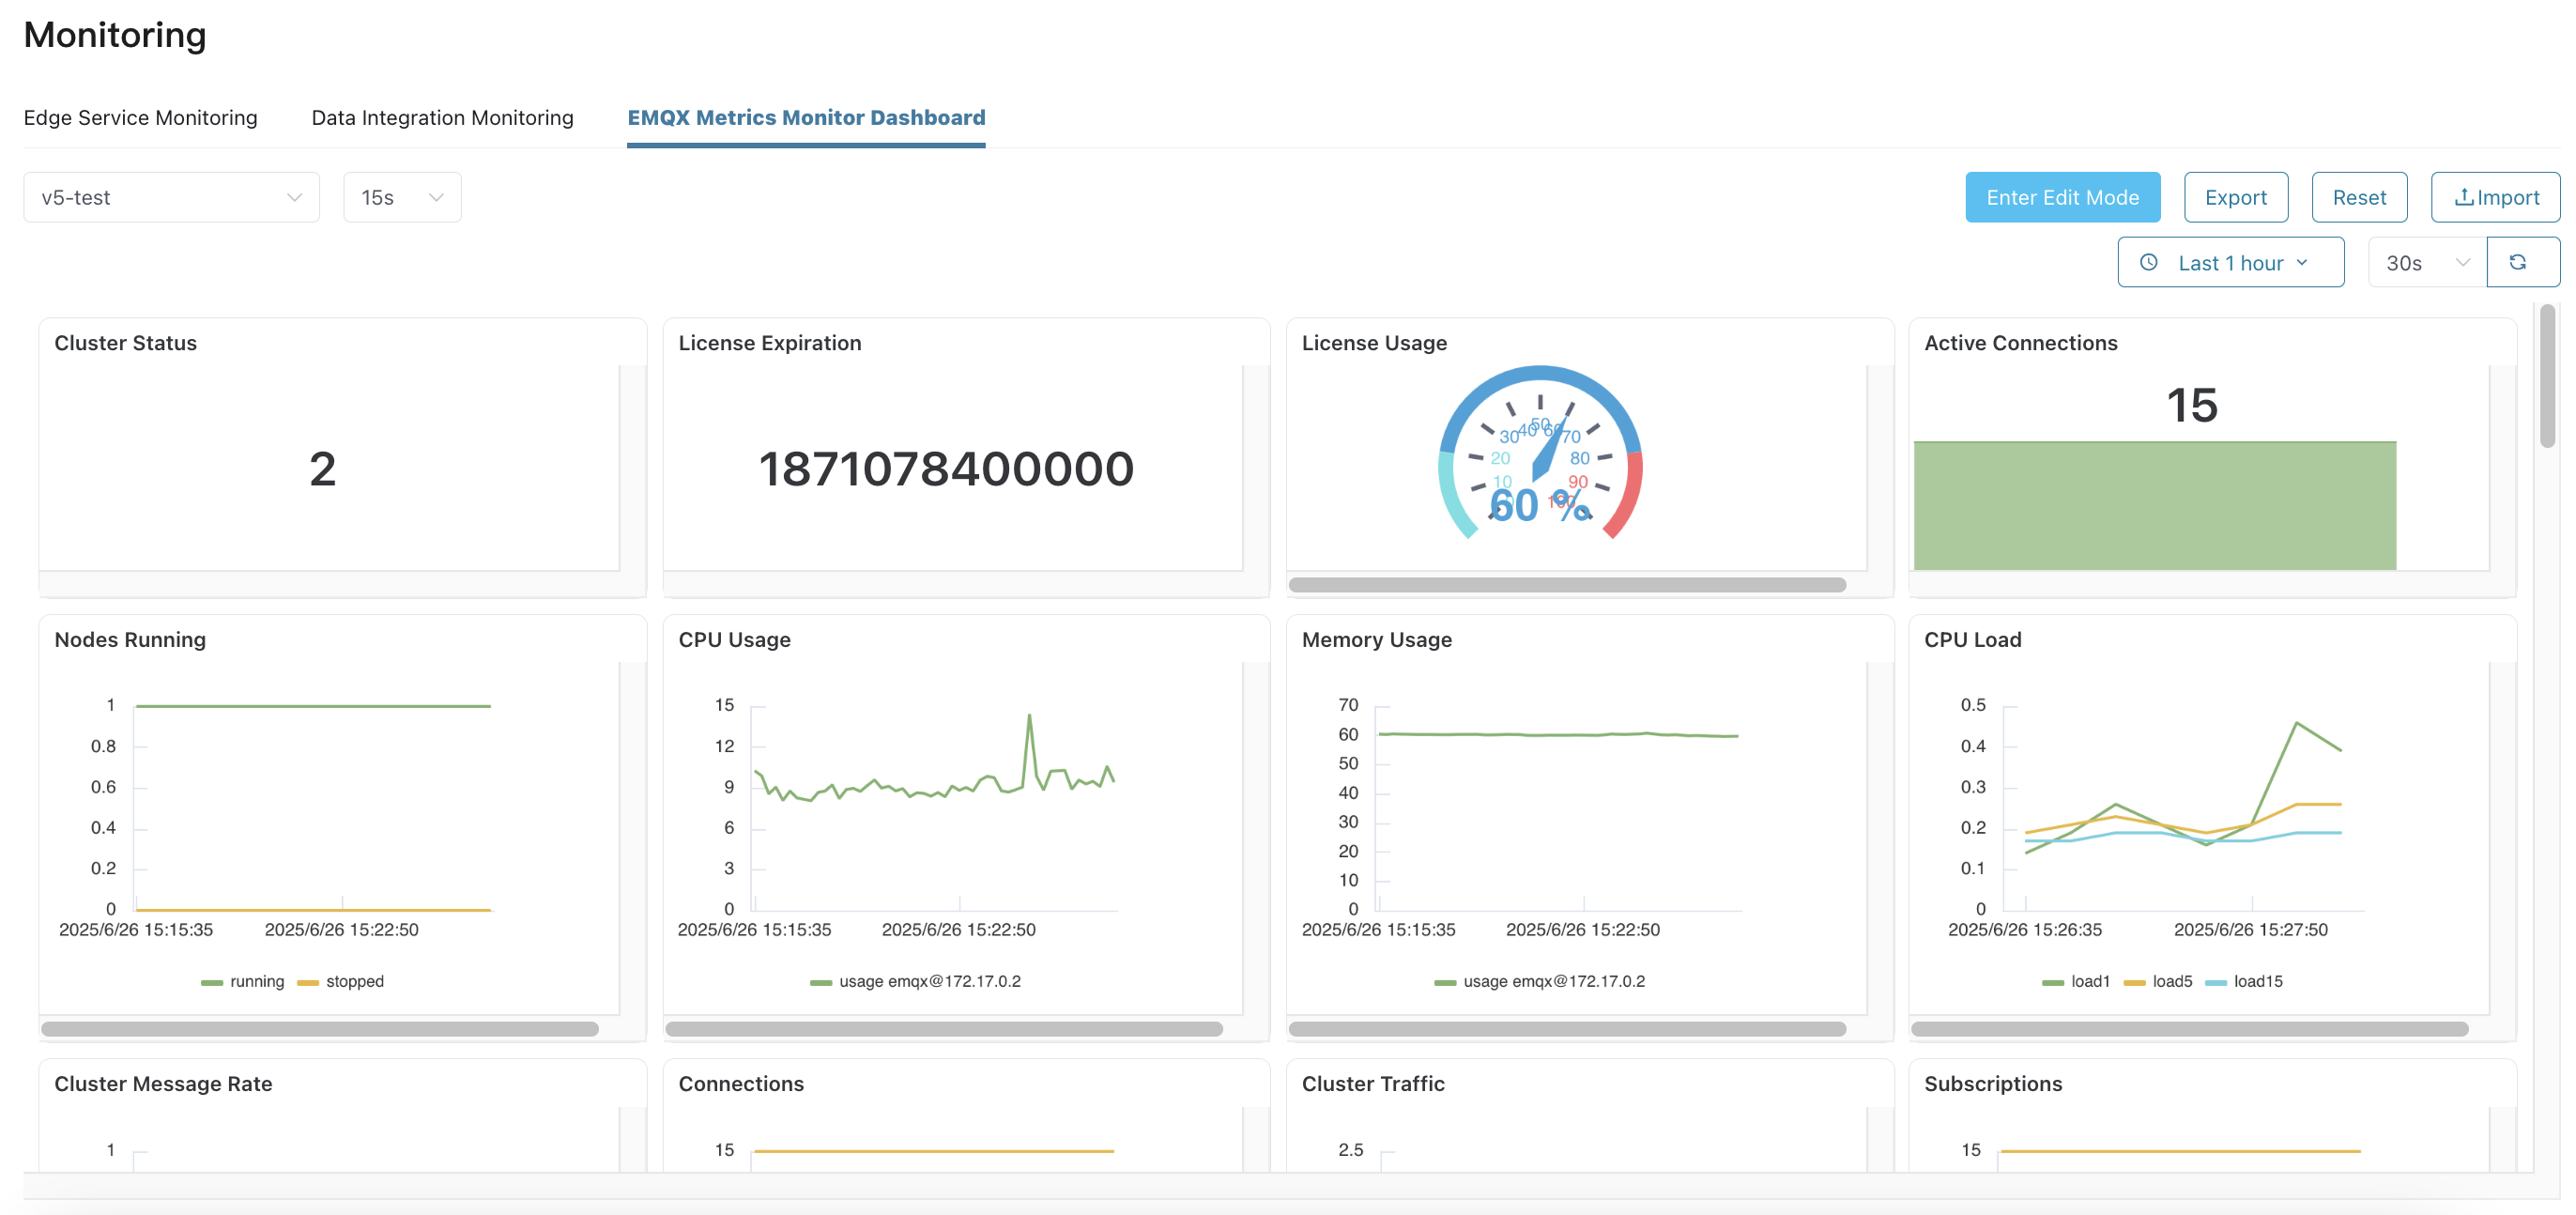 Monitoring
Edge Service Monitoring Data Integration Monitoring EMQX Metrics Monitor Dashboard
v5-test 15s Enter Edit Mode Export Reset Import
Last 1 hour 30s
Cluster Status License Expiration License Usage Active Connections
2
1871078400000
10
20
30
40
50
60
70
80
90
100
60 %
15
Nodes Running CPU Usage Memory Usage CPU Load
1
0.8
0.6
0.4
0.2
0
2025/6/26 15:15:35 2025/6/26 15:22:50
running stopped
15
12
9
6
3
0
2025/6/26 15:15:35 2025/6/26 15:22:50
usage emqx@172.17.0.2
70
60
50
40
30
20
10
0
2025/6/26 15:15:35 2025/6/26 15:22:50
usage emqx@172.17.0.2
0.5
0.4
0.3
0.2
0.1
0
2025/6/26 15:26:35 2025/6/26 15:27:50
load1 load5 load15
Cluster Message Rate Connections Cluster Traffic Subscriptions
1 15 2.5 15